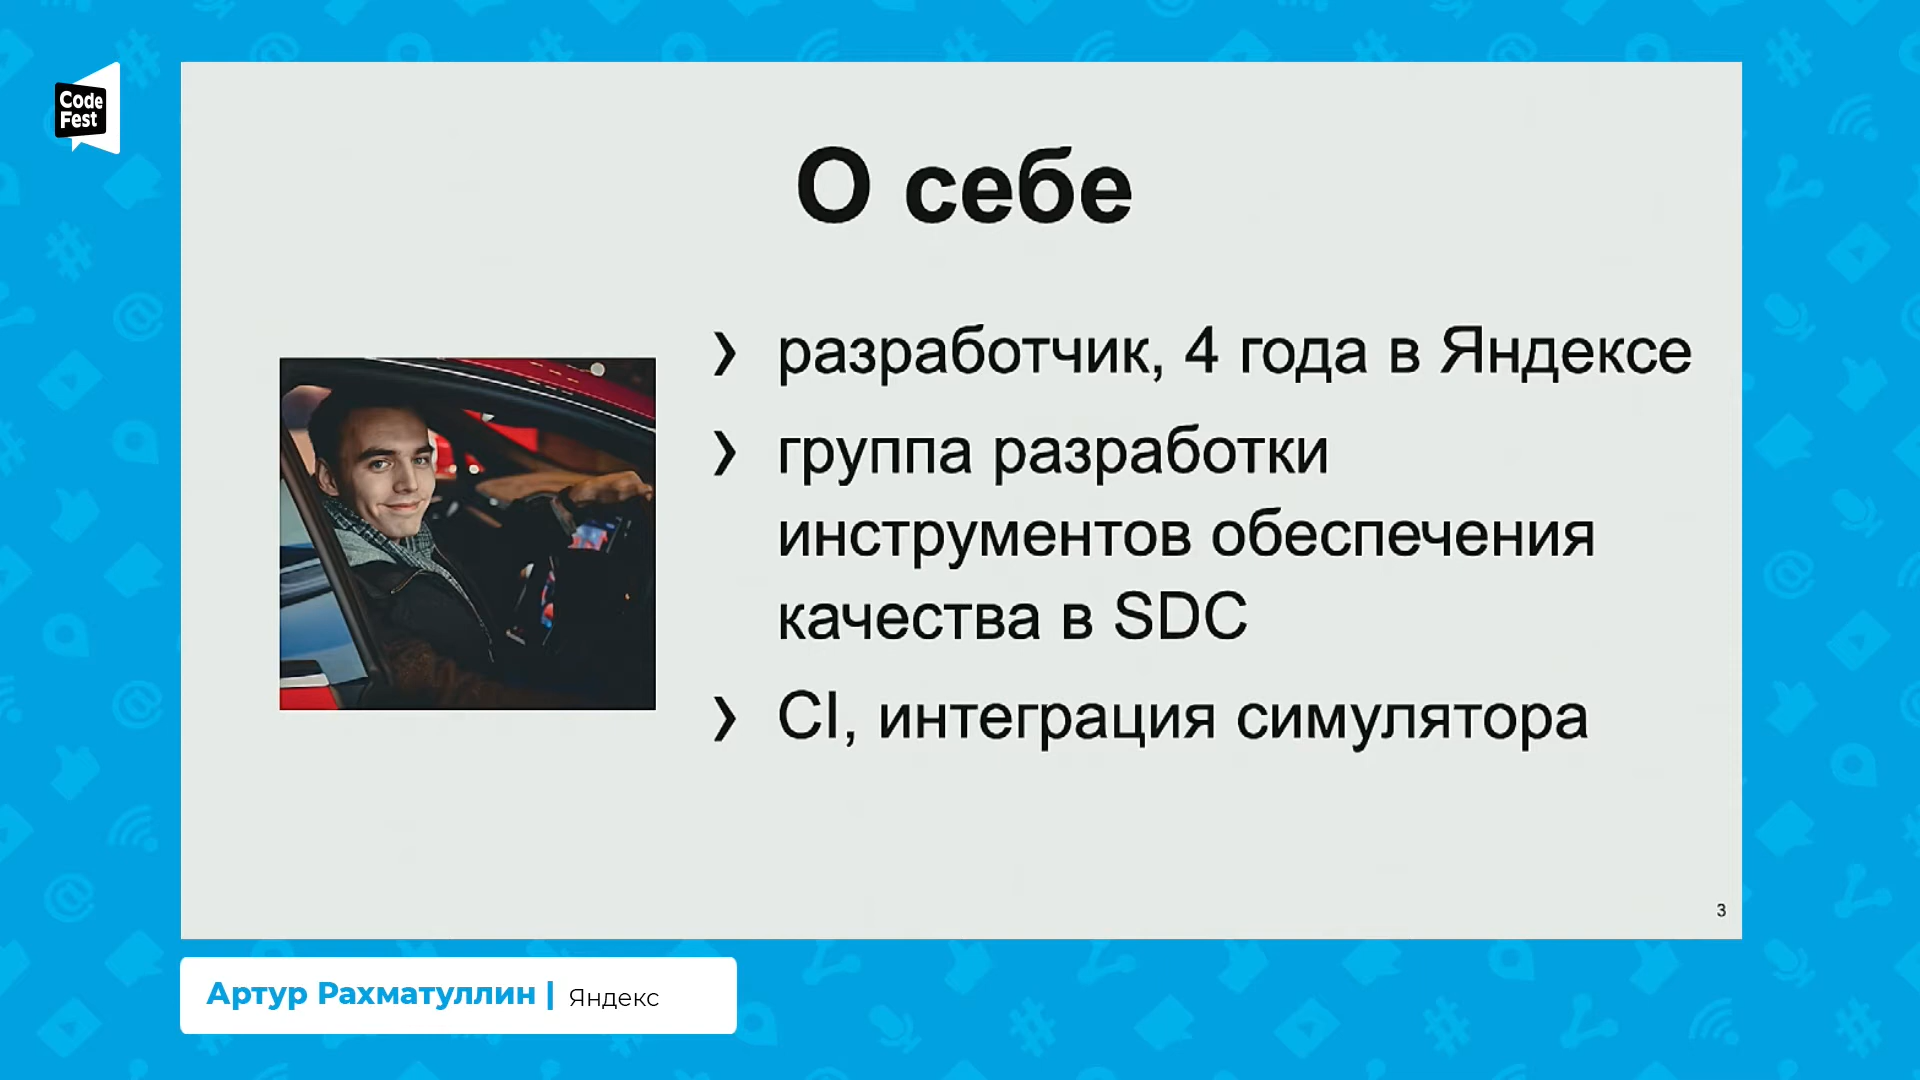 Code
Fest
О себе
❯ разработчик, 4 года в Яндексе
❯ группа разработки
инструментов обеспечения
качества в SDC
❯ CI, интеграция симулятора
3
Артур Рахматуллин | Яндекс